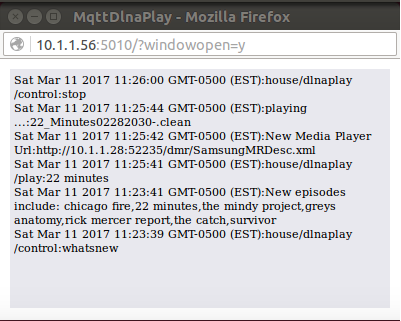 MqttDlnaPlay - Mozilla Firefox
10.1.1.56:5010/?windowopen=y
Sat Mar 11 2017 11:26:00 GMT-0500 (EST):house/dlnaplay
/control:stop
Sat Mar 11 2017 11:25:44 GMT-0500 (EST):playing
...:22_Minutes02282030-.clean
Sat Mar 11 2017 11:25:42 GMT-0500 (EST):New Media Player
Url:http://10.1.1.28:52235/dmr/SamsungMRDesc.xml
Sat Mar 11 2017 11:25:41 GMT-0500 (EST):house/dlnaplay
/play:22 minutes
Sat Mar 11 2017 11:23:41 GMT-0500 (EST):New episodes
include: chicago fire,22 minutes,the mindy project,greys
anatomy,rick mercer report,the catch,survivor
Sat Mar 11 2017 11:23:39 GMT-0500 (EST):house/dlnaplay
/control:whatsnew